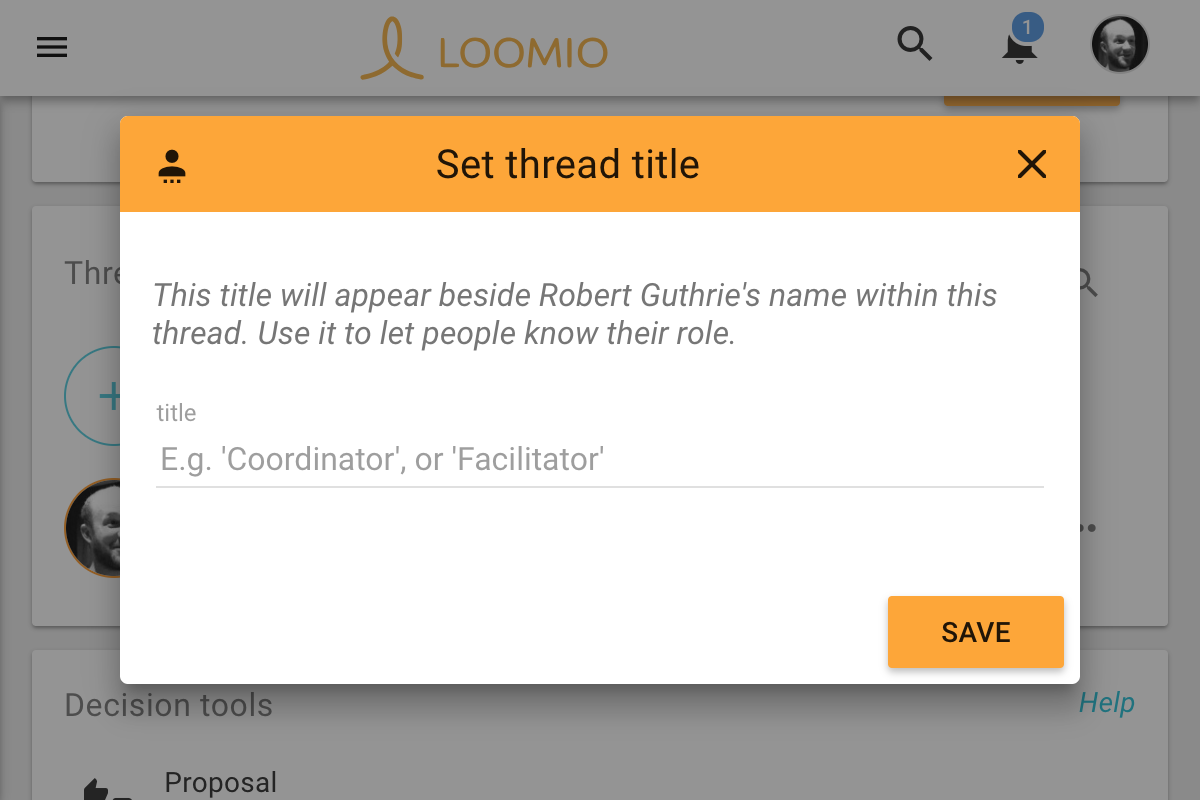 LOOMIO
1
Set thread title
Thre
This title will appear beside Robert Guthrie's name within this
thread. Use it to let people know their role.
title
E.g. 'Coordinator', or 'Facilitator'
SAVE
Decision tools
Help
Proposal